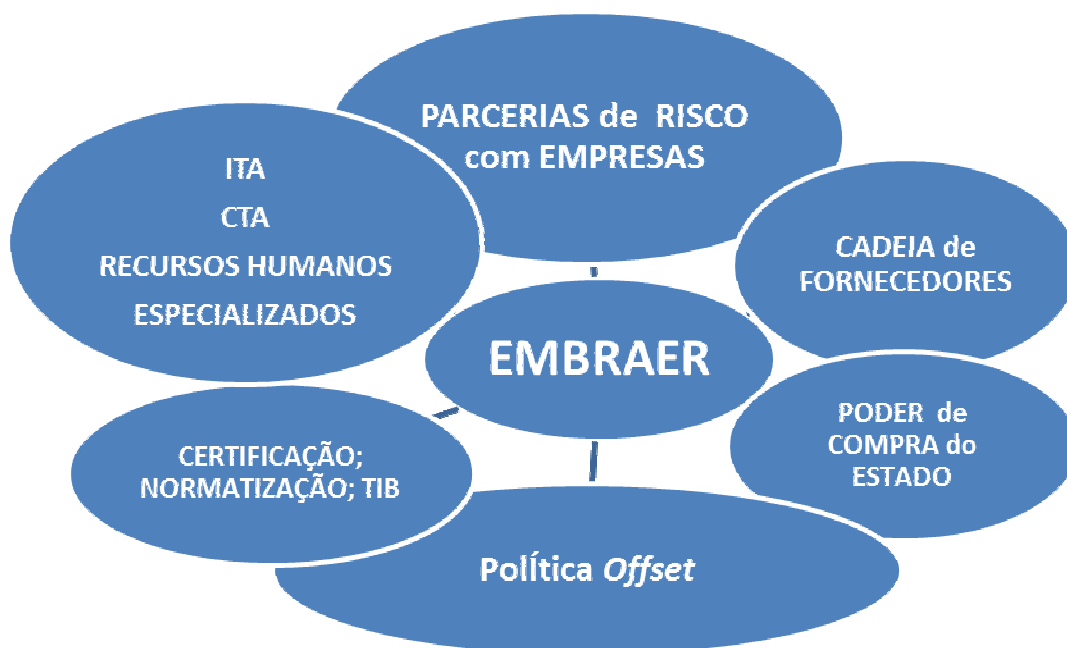 PARCERIAS de RISCO
com EMPRESAS
ITA
CTA
RECURSOS HUMANOS
ESPECIALIZADOS
CADEIA de
FORNECEDORES
EMBRAER
PODER de
COMPRA do
ESTADO
CERTIFICAÇÃO;
NORMATIZAÇÃO; TIB
PolÍtica Offset